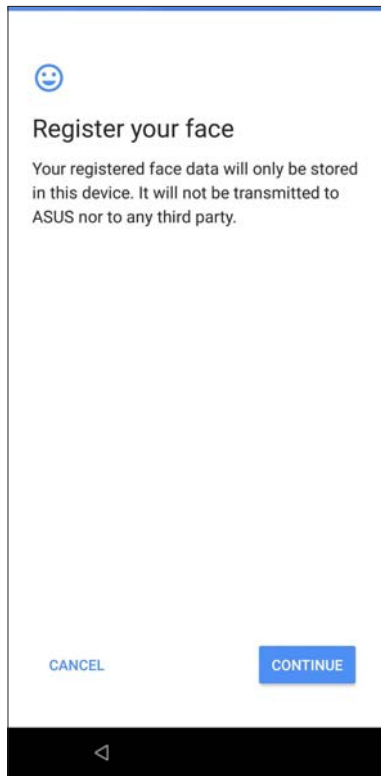 Register your face
Your registered face data will only be stored
in this device. It will not be transmitted to
ASUS nor to any third party.
CANCEL
CONTINUE